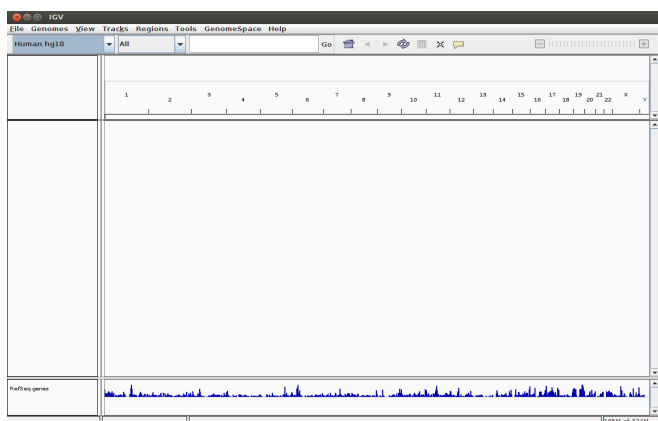 IGV
File Genomes View Tracks Regions Tools GenomeSpace Help
Human hg18 All Go
1 2 3 4 5 6 7 8 9 10 11 12 13 14 15 16 17 18 19 20 21 22 X Y
RefSeq genes